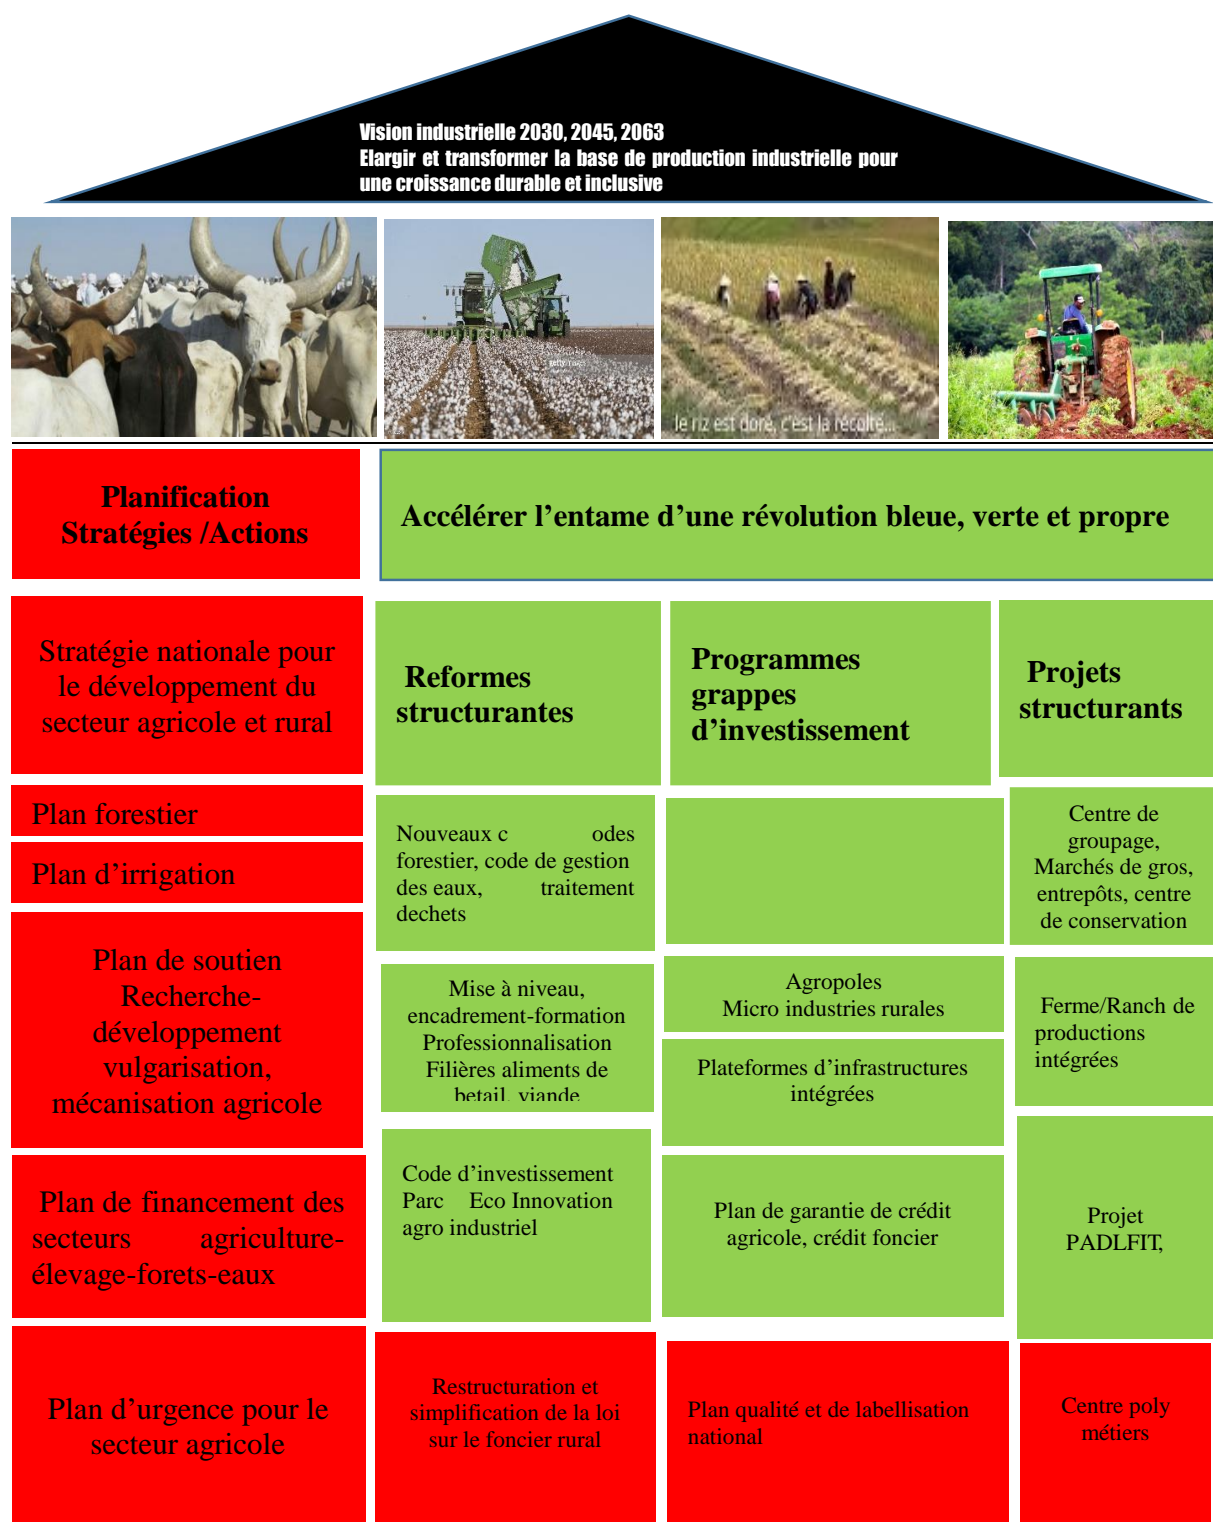 Vision industrielle 2030, 2045, 2063
Elargir et transformer la base de production industrielle pour
une croissance durable et inclusive
le riz est doré, c'est la récolte...
Planification
Stratégies /Actions
Accélérer l’entame d’une révolution bleue, verte et propre
Stratégie nationale pour
le développement du
secteur agricole et rural
Reformes
structurantes
Programmes
grappes
d’investissement
Projets
structurants
Plan forestier
Plan d’irrigation
Nouveaux c odes
forestier, code de gestion
des eaux, traitement
dechets
Centre de
groupage,
Marchés de gros,
entrepôts, centre
de conservation
Plan de soutien
Recherche-
développement
vulgarisation,
mécanisation agricole
Mise à niveau,
encadrement-formation
Professionnalisation
Filières aliments de
betail, viande
Agropoles
Micro industries rurales
Plateformes d’infrastructures
intégrées
Ferme/Ranch de
productions
intégrées
Plan de financement des
secteurs agriculture-
élevage-forets-eaux
Code d’investissement
Parc Eco Innovation
agro industriel
Plan de garantie de crédit
agricole, crédit foncier
Projet
PADLFIT,
Plan d’urgence pour le
secteur agricole
Restructuration et
simplification de la loi
sur le foncier rural
Plan qualité et de labellisation
national
Centre poly
métiers